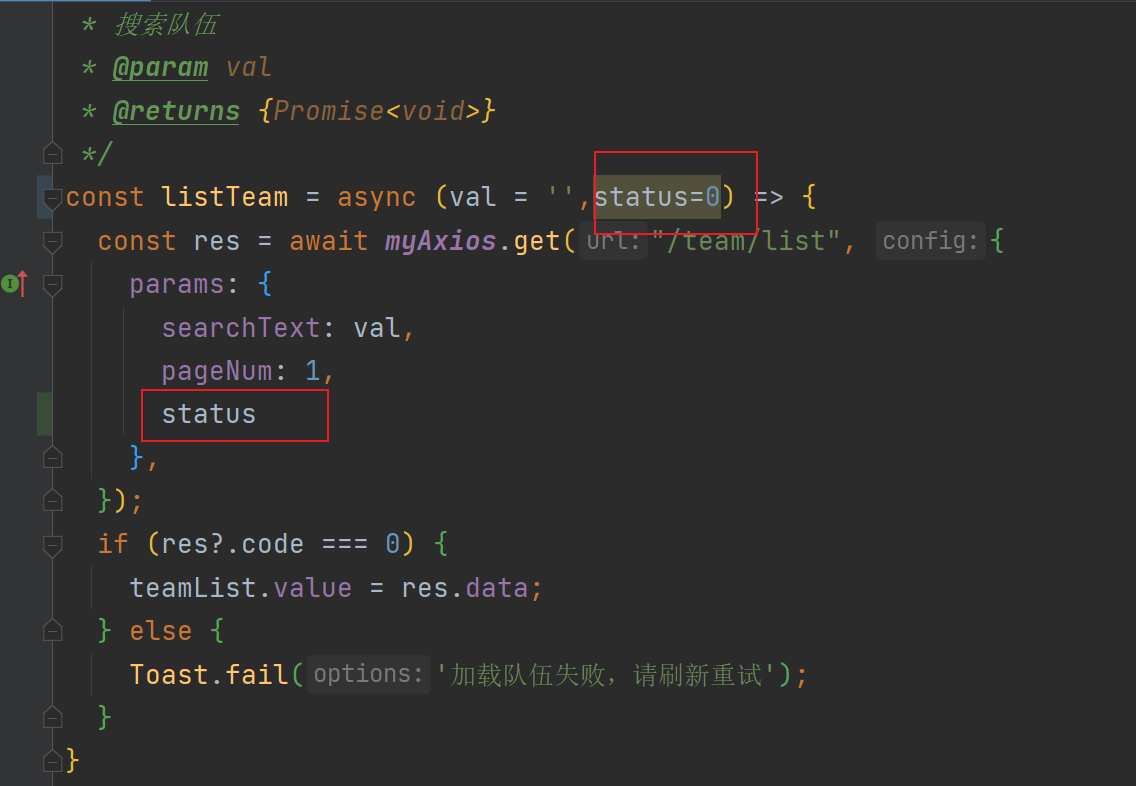 * 搜索队伍
* @param val
* @returns {Promise<void>}
*/
const listTeam = async (val = '',status=0) => {
const res = await myAxios.get( url: "/team/list", config: {
params: {
searchText: val,
pageNum: 1,
status
},
});
if (res?.code === 0) {
teamList.value = res.data;
} else {
Toast.fail( options: '加载队伍失败，请刷新重试');
}
}